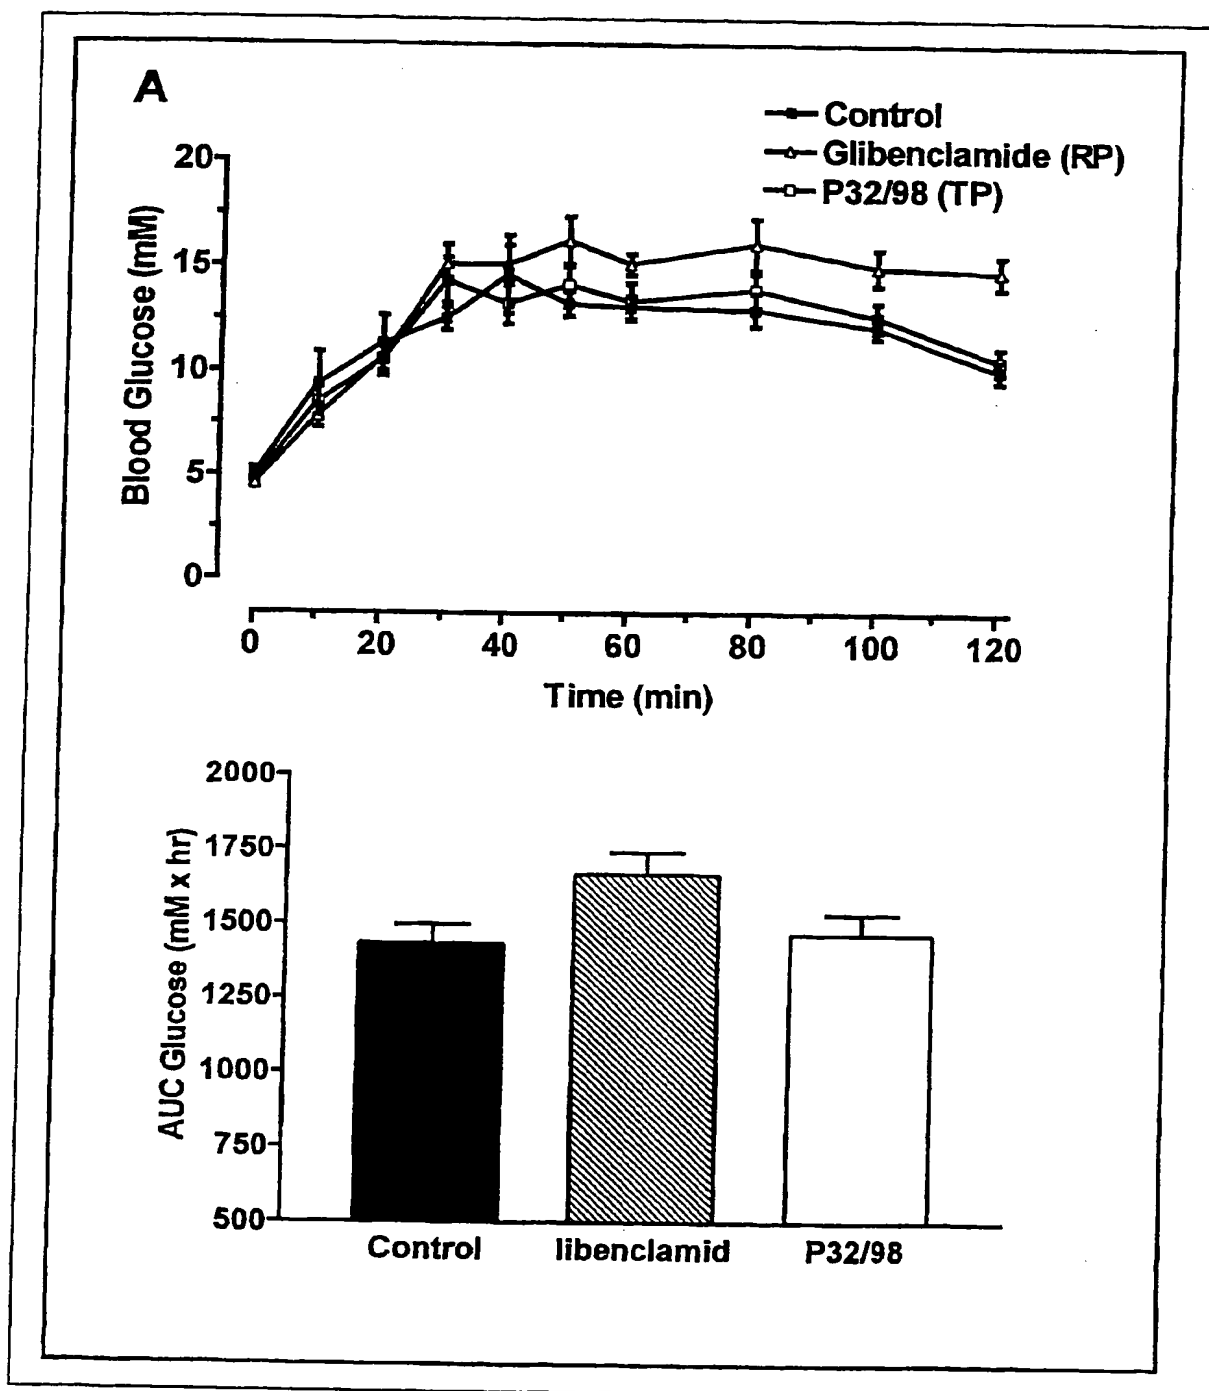 A
Control
Glibenclamide (RP)
P32/98 (TP)
20
15
10
5
0
Blood Glucose (mM)
0 20 40 60 80 100 120
Time (min)
2000
1750
1500
1250
1000
750
500
AUC Glucose (mM x hr)
Control libenclamid P32/98